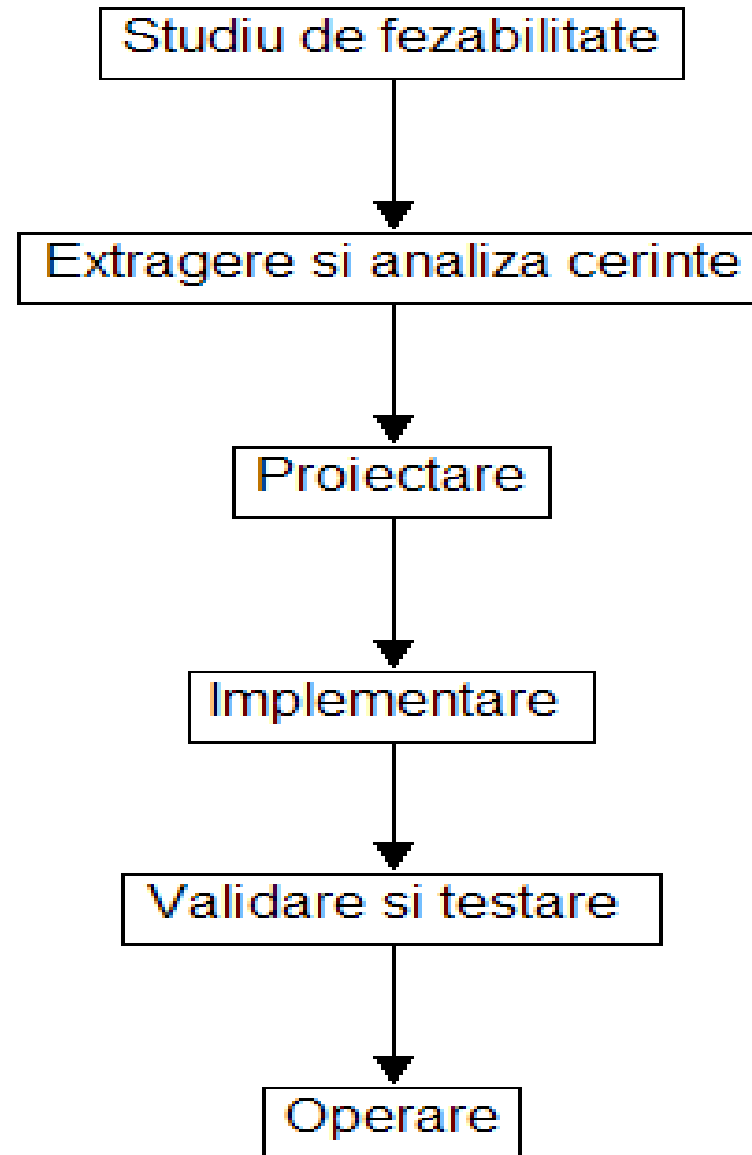 Studiu de fezabilitate
Extragere si analiza cerinte
Proiectare
Implementare
Validare si testare
Operare